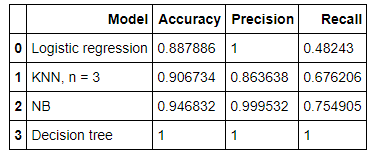 Model Accuracy Precision Recall
0 Logistic regression 0.887886 1 0.48243
1 KNN, n = 3 0.906734 0.863638 0.676206
2 NB 0.946832 0.999532 0.754905
3 Decision tree 1 1 1